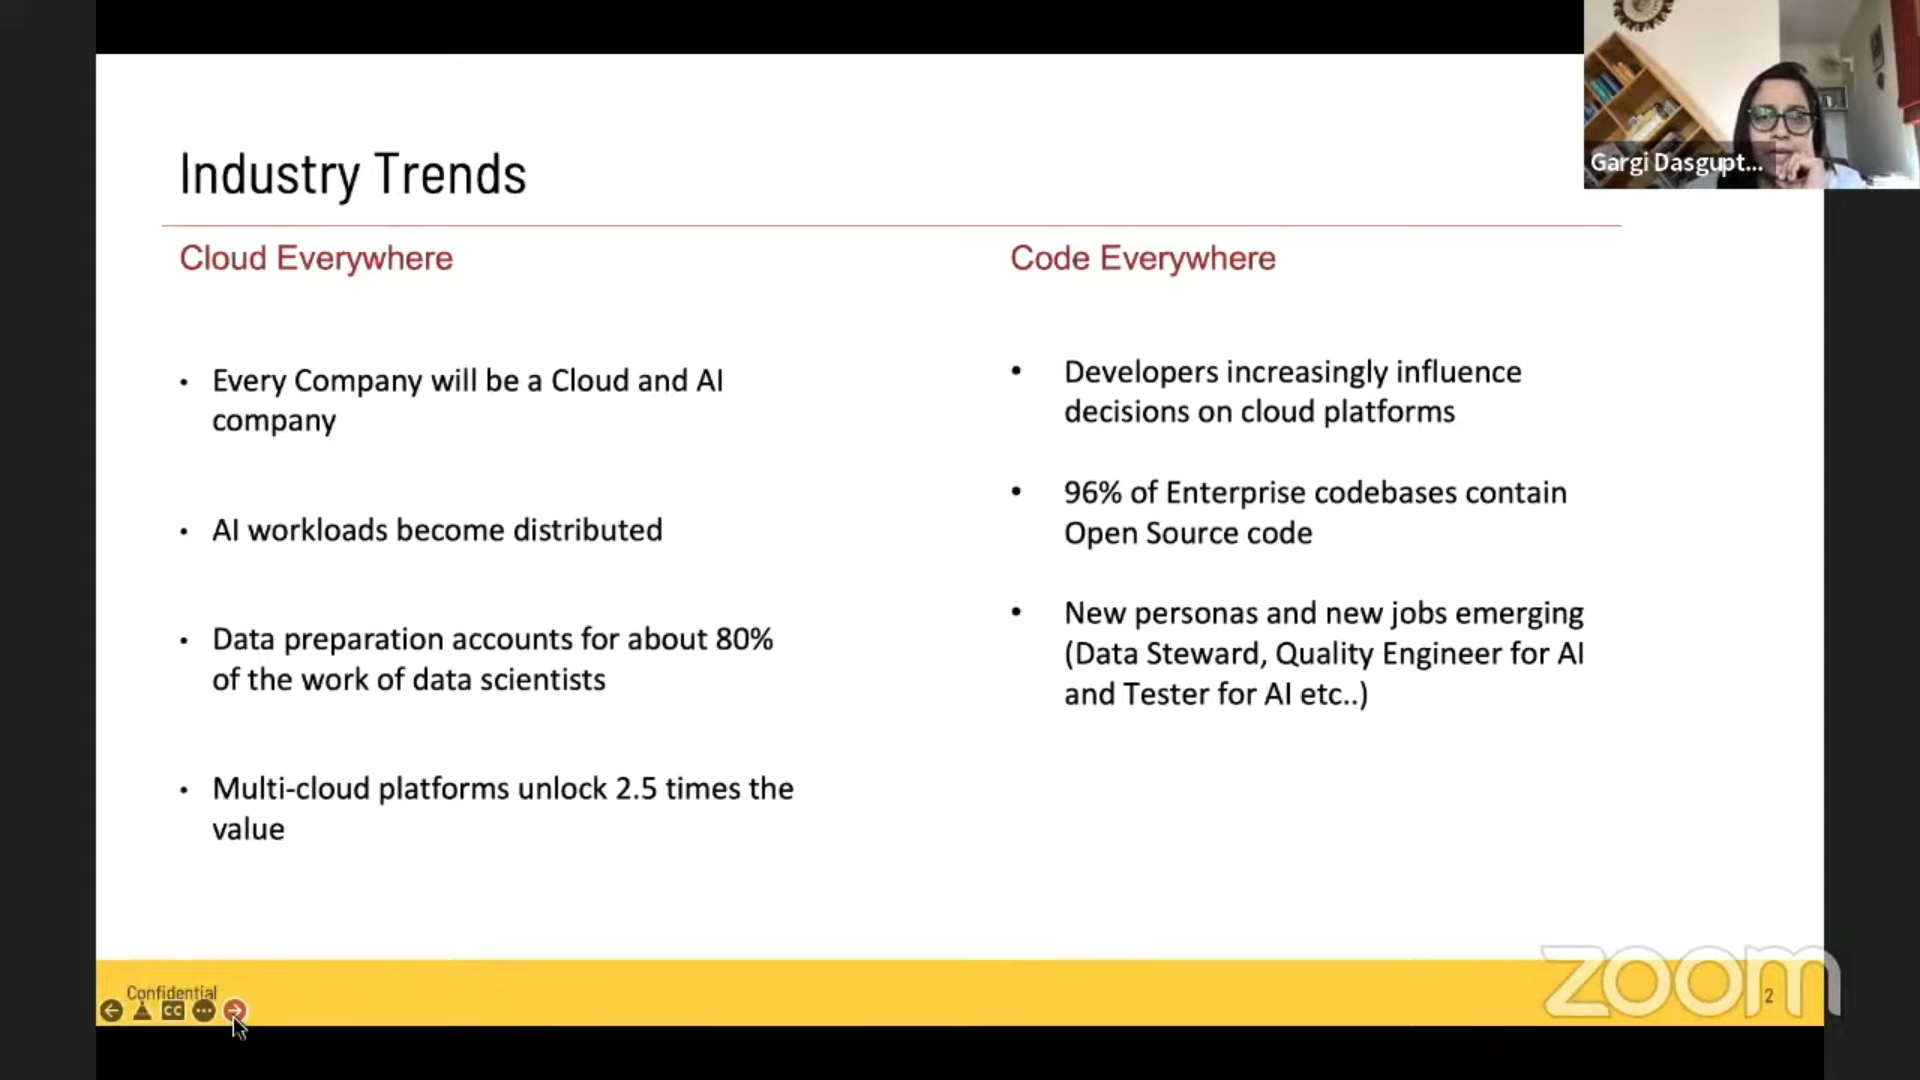 Industry Trends
Gargi Dasgupt...
Cloud Everywhere
• Every Company will be a Cloud and AI
company
• AI workloads become distributed
• Data preparation accounts for about 80%
of the work of data scientists
• Multi-cloud platforms unlock 2.5 times the
value
Code Everywhere
• Developers increasingly influence
decisions on cloud platforms
• 96% of Enterprise codebases contain
Open Source code
• New personas and new jobs emerging
(Data Steward, Quality Engineer for AI
and Tester for AI etc..)
Confidential
CC
zoom
2